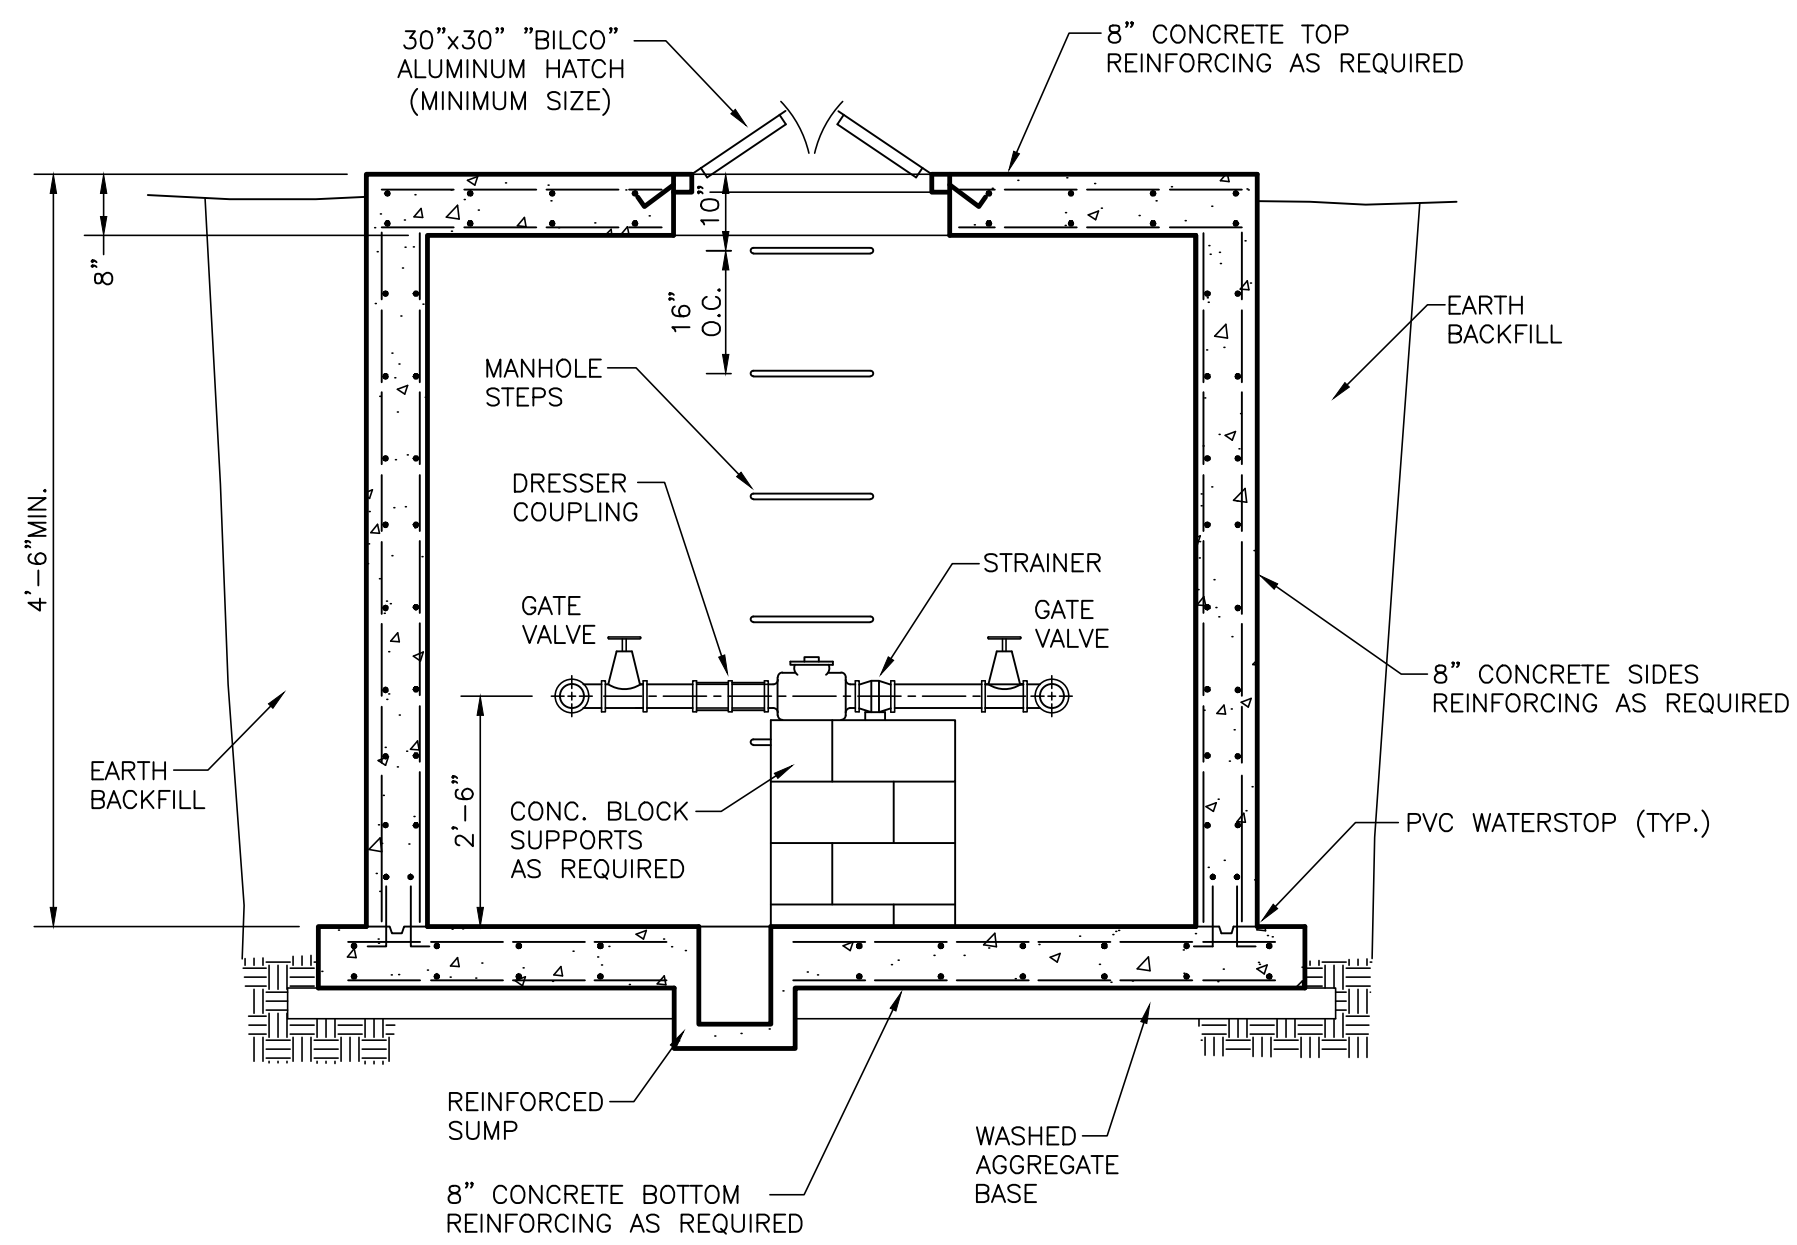 30”x30” ”BILCO”
ALUMINUM HATCH
(MINIMUM SIZE)
8” CONCRETE TOP
REINFORCING AS REQUIRED
10”
8”
16”
O.C.
EARTH
BACKFILL
MANHOLE
STEPS
DRESSER
COUPLING
4'-6”MIN.
STRAINER
GATE
VALVE
GATE
VALVE
8” CONCRETE SIDES
REINFORCING AS REQUIRED
EARTH
BACKFILL
2'-6”
CONC. BLOCK
SUPPORTS
AS REQUIRED
PVC WATERSTOP (TYP.)
REINFORCED
SUMP
WASHED
AGGREGATE
BASE
8” CONCRETE BOTTOM
REINFORCING AS REQUIRED